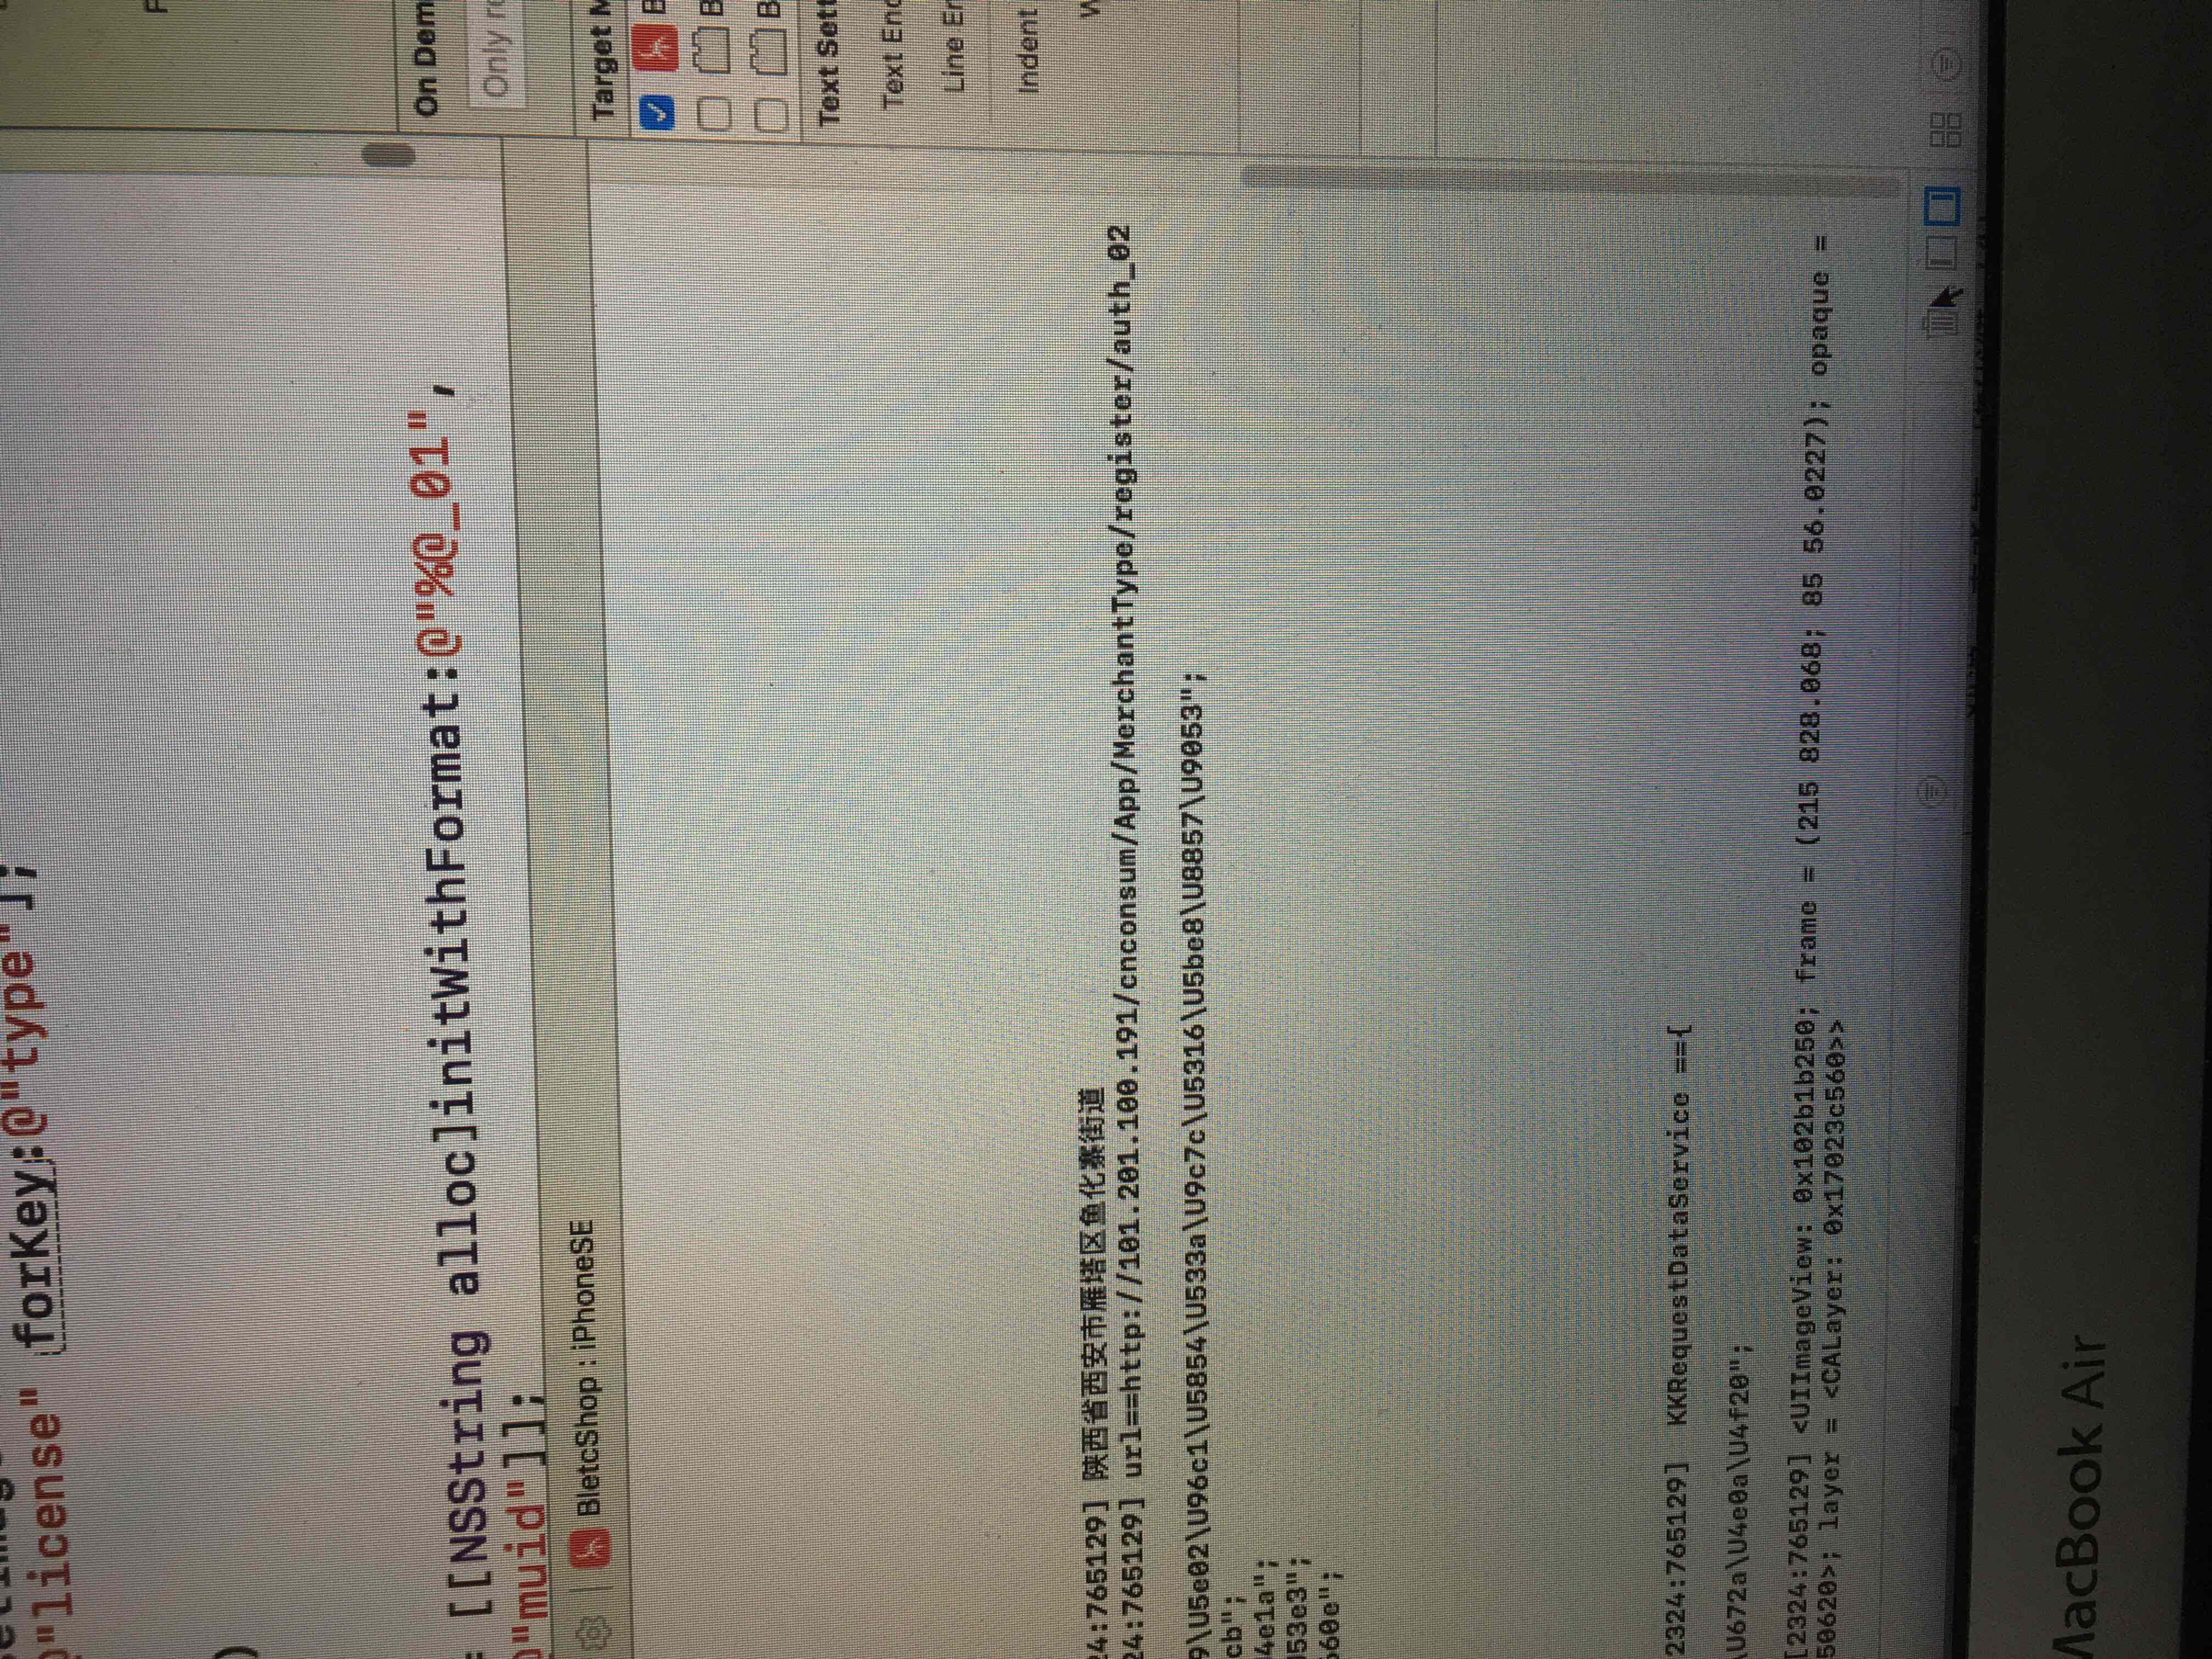 @"license" forKey:@"type"];
)
= [[NSString alloc]initWithFormat:@"%@_01",
@"muid"]];
BletcShop : iPhoneSE
24:765129] 陕西省西安市雁塔区鱼化寨街道
24:765129] url==http://101.201.100.191/cnconsum/App/MerchantType/register/auth_02
9\U5e02\U96c1\U5854\U533a\U9c7c\U5316\U5be8\U8857\U9053";
cb";
4e1a";
53e3";
660e";
2324:765129]  KKRequestDataService =={
\U672a\U4e0a\U4f20";
[2324:765129] <UIImageView: 0x102b1b250; frame = (215 828.068; 85 56.0227); opaque =
50620>; layer = <CALayer: 0x17023c560>>
On Dem
Only re
Target M
B
B
B
Text Sett
Text Enc
Line En
Indent
W
MacBook Air